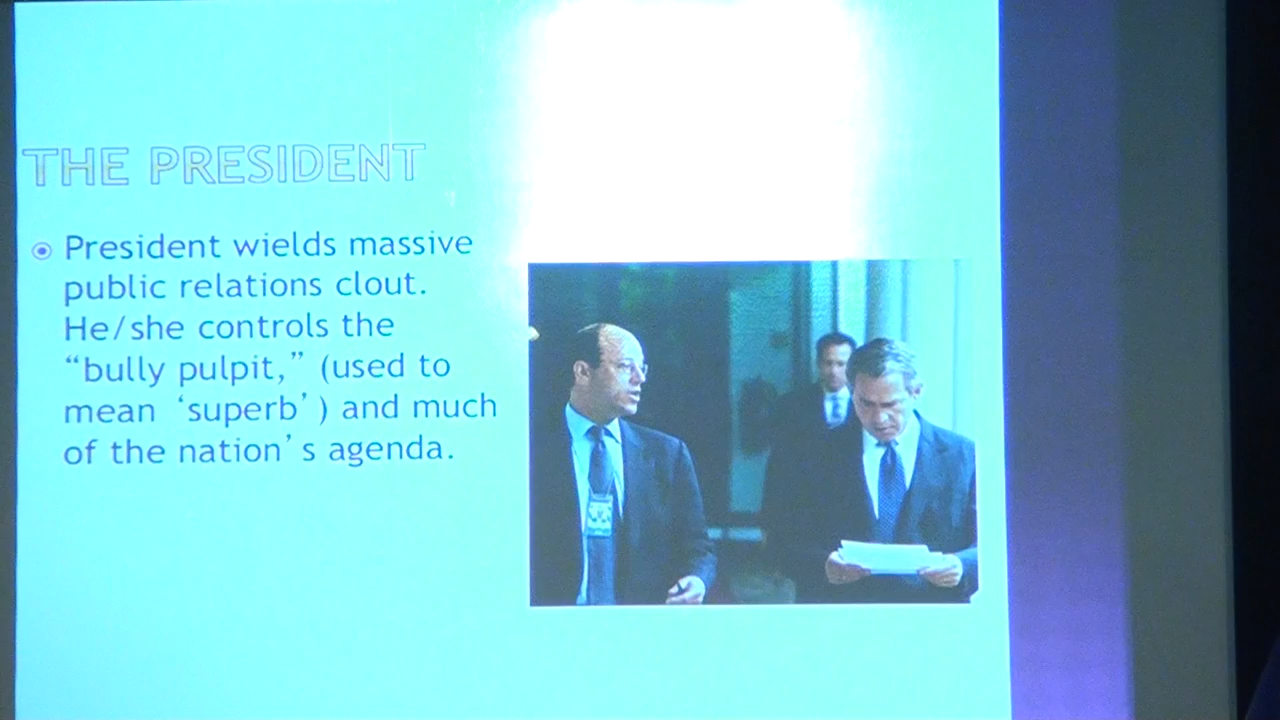 THE PRESIDENT
President wields massive
public relations clout.
He/she controls the
“bully pulpit,” (used to
mean ‘superb’) and much
of the nation’s agenda.